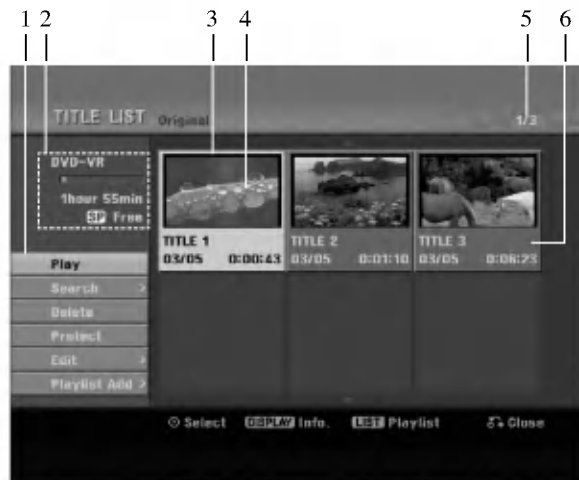 1 2 3 4 5 6
TITLE LIST Original 1/3
DVD-VR
1hour 55min
SP Free
TITLE 1 TITLE 2 TITLE 3
03/05 0:00:43 03/05 0:01:10 03/05 0:06:23
Play
Search >
Delete
Protect
Edit >
Playlist Add >
Select DISPLAY Info. LIST Playlist Close